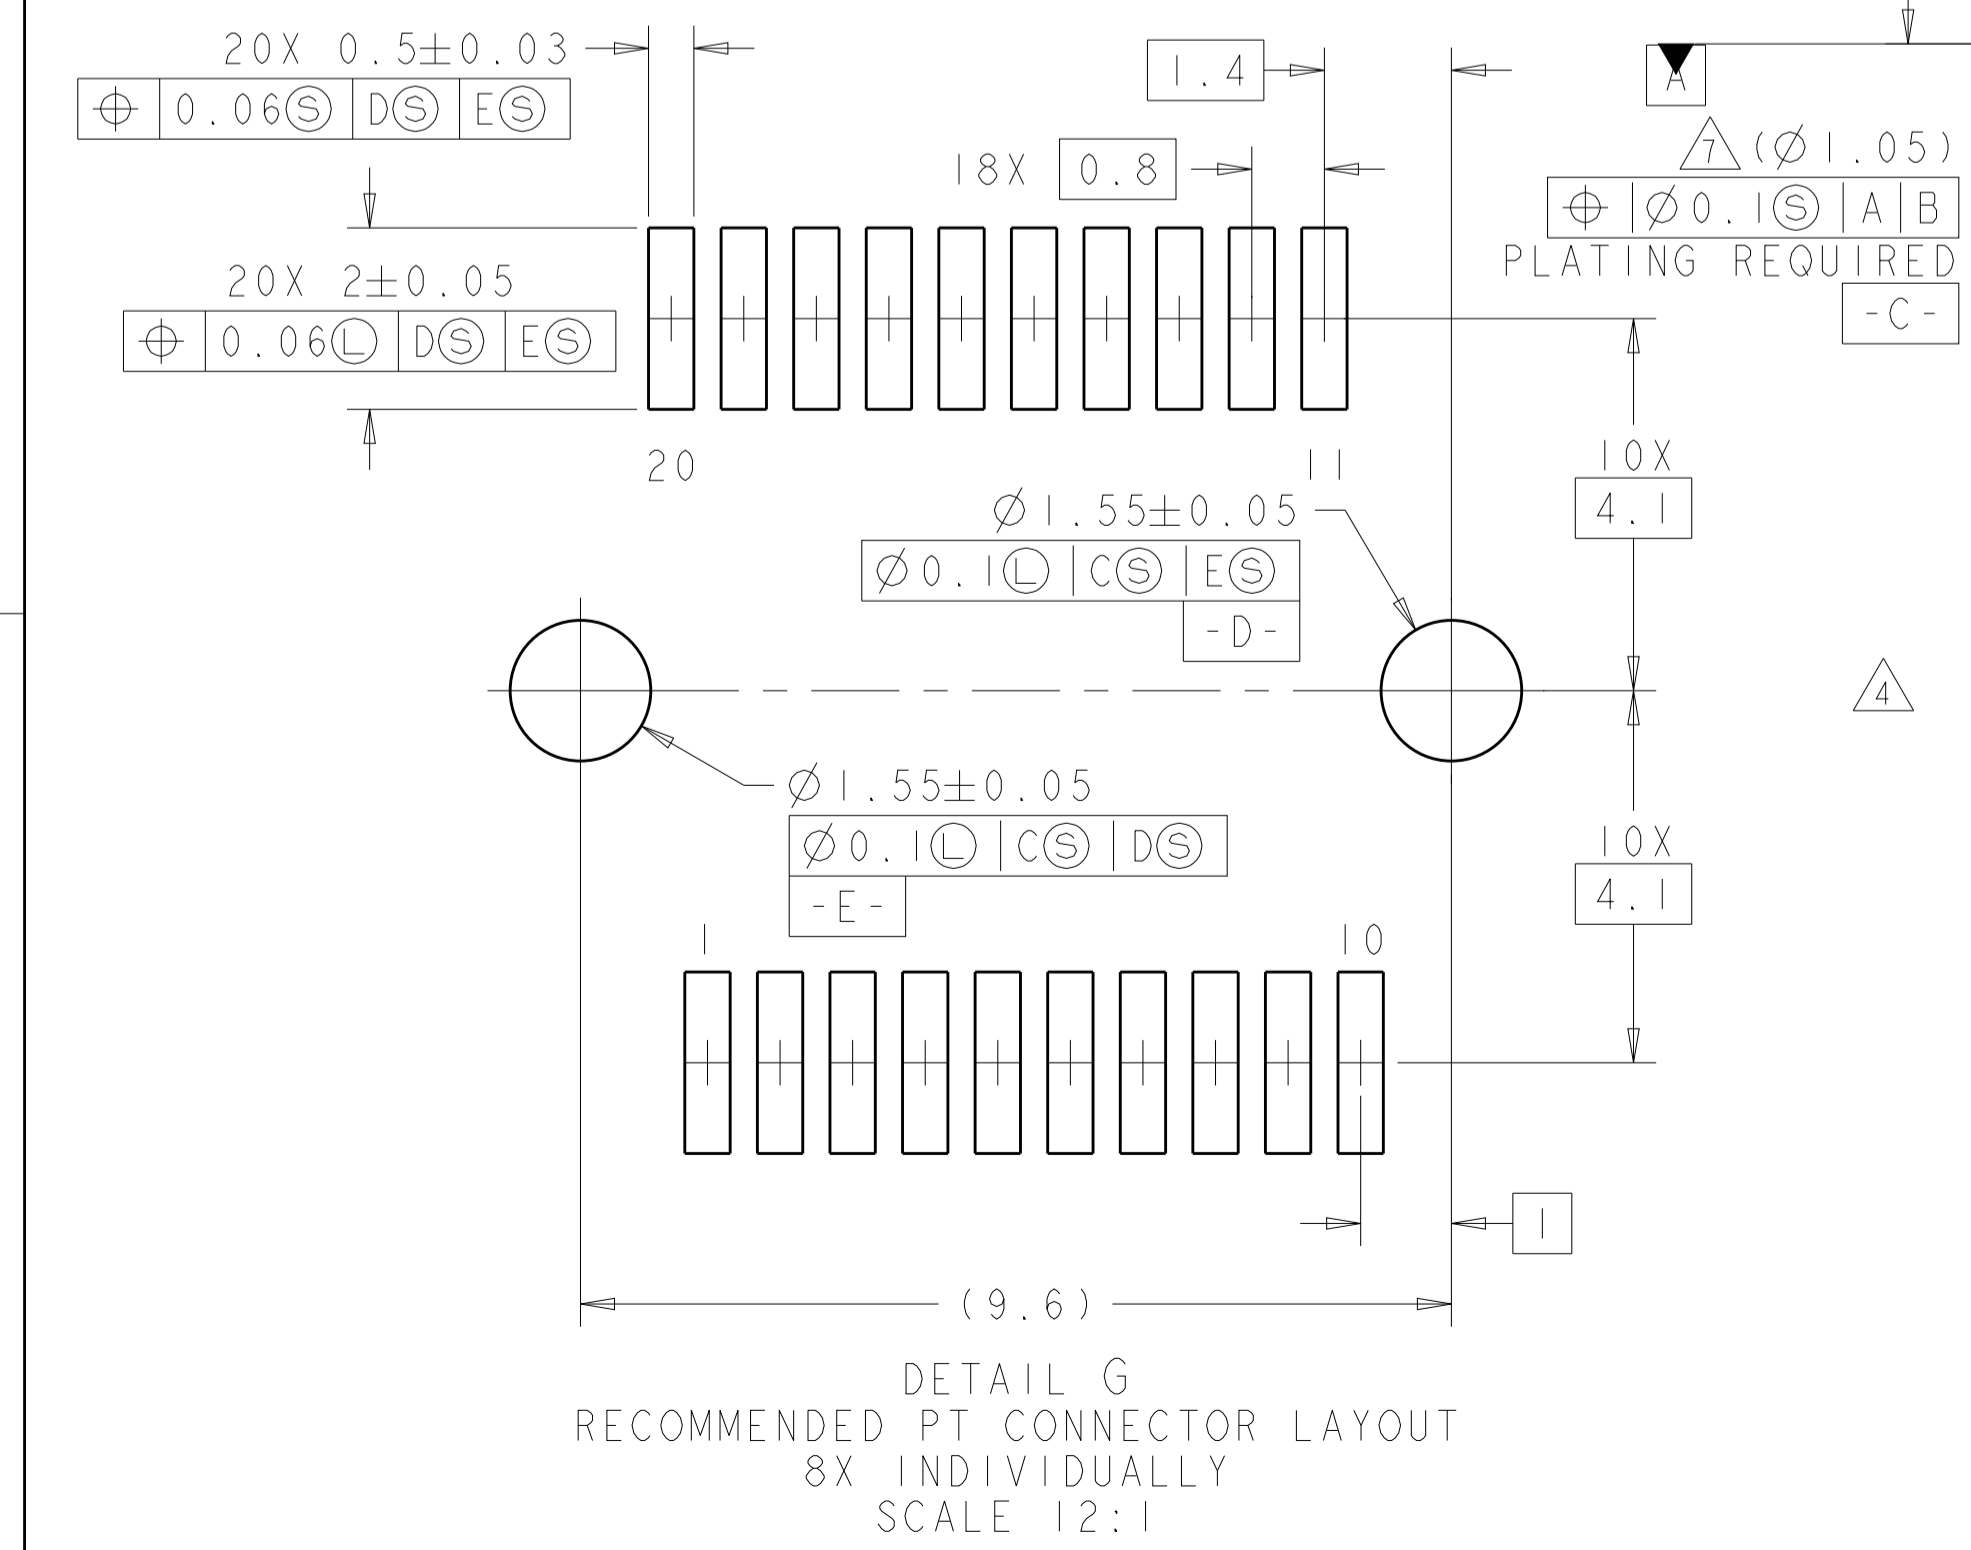 20X 0.5±0.03
⌖ 0.06Ⓢ DⓈ EⓈ
1.4
A
18X 0.8
7 (Ø1.05)
⌖ Ø0.1Ⓢ A B
PLATING REQUIRED
-C-
20X 2±0.05
⌖ 0.06Ⓛ DⓈ EⓈ
20
11
10X
4.1
Ø1.55±0.05
Ø0.1Ⓛ CⓈ EⓈ
-D-
4
Ø1.55±0.05
Ø0.1Ⓛ CⓈ DⓈ
-E-
10X
4.1
1
10
1
(9.6)
DETAIL G
RECOMMENDED PT CONNECTOR LAYOUT
8X INDIVIDUALLY
SCALE 12:1